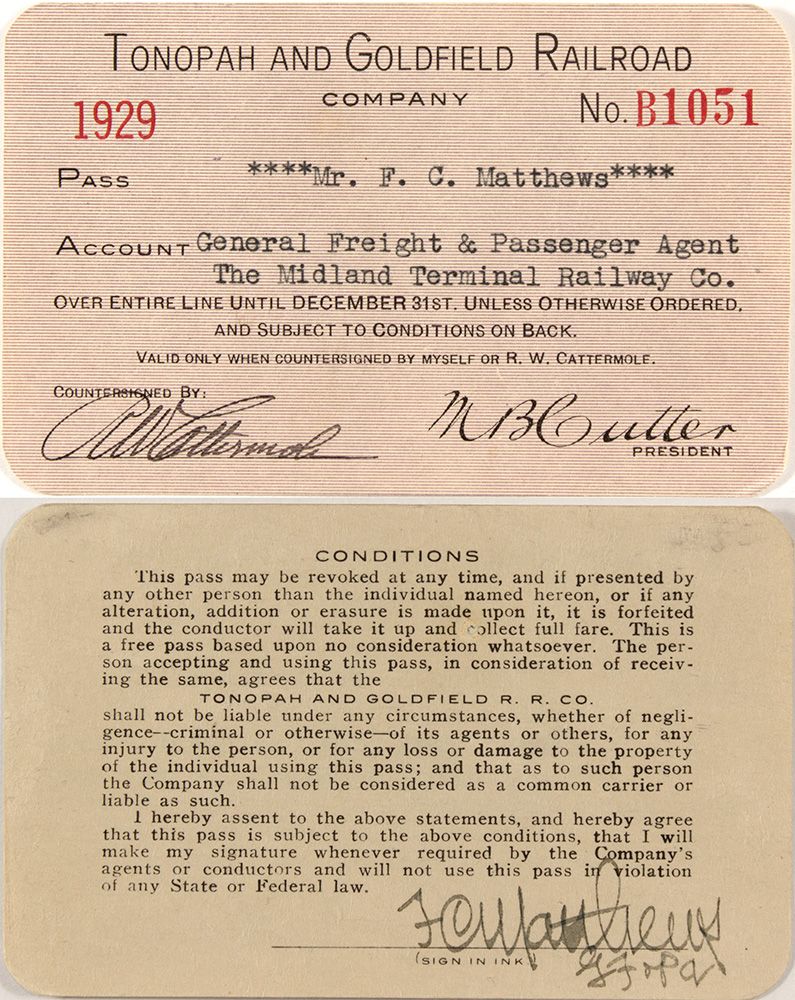 TONOPAH AND GOLDFIELD RAILROAD
COMPANY
1929
No. B1051
PASS ****Mr. F. C. Matthews****
ACCOUNT General Freight & Passenger Agent
The Midland Terminal Railway Co.
OVER ENTIRE LINE UNTIL DECEMBER 31ST. UNLESS OTHERWISE ORDERED,
AND SUBJECT TO CONDITIONS ON BACK.
VALID ONLY WHEN COUNTERSIGNED BY MYSELF OR R. W. CATTERMOLE.
COUNTERSIGNED BY:
RW Cattermole
M B Cutter
PRESIDENT
CONDITIONS
This pass may be revoked at any time, and if presented by
any other person than the individual named hereon, or if any
alteration, addition or erasure is made upon it, it is forfeited
and the conductor will take it up and collect full fare. This is
a free pass based upon no consideration whatsoever. The per-
son accepting and using this pass, in consideration of receiv-
ing the same, agrees that the
TONOPAH AND GOLDFIELD R. R. CO.
shall not be liable under any circumstances, whether of negli-
gence--criminal or otherwise—of its agents or others, for any
injury to the person, or for any loss or damage to the property
of the individual using this pass; and that as to such person
the Company shall not be considered as a common carrier or
liable as such.
I hereby assent to the above statements, and hereby agree
that this pass is subject to the above conditions, that I will
make my signature whenever required by the Company's
agents or conductors and will not use this pass in violation
of any State or Federal law.
FC Matthews
(SIGN IN INK)
G F & P A